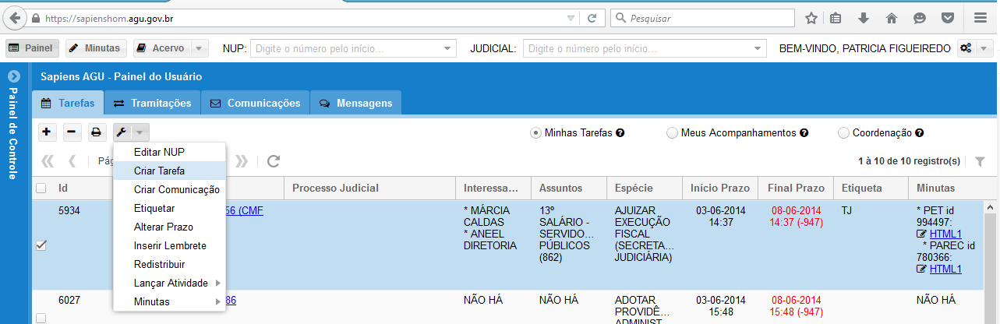 https://sapienshom.agu.gov.br
Pesquisar
Painel Minutas Acervo NUP: Digite o número pelo início... JUDICIAL: Digite o número pelo início... BEM-VINDO, PATRICIA FIGUEIREDO
Painel de Controle
Sapiens AGU - Painel do Usuário
Tarefas Tramitações Comunicações Mensagens
Minhas Tarefas Meus Acompanhamentos Coordenação
Editar NUP
Criar Tarefa
Criar Comunicação
Etiquetar
Alterar Prazo
Inserir Lembrete
Redistribuir
Lançar Atividade
Minutas
Pág
1 à 10 de 10 registro(s)
Id Processo Judicial Interessa... Assuntos Espécie Início Prazo Final Prazo Etiqueta Minutas
5934 56 (CMF * MÁRCIA 13º AJUIZAR 03-06-2014 08-06-2014 TJ * PET id
CALDAS SALÁRIO - EXECUÇÃO 14:37 14:37 (-947) 994497:
* ANEEL SERVIDO... FISCAL HTML1
DIRETORIA PÚBLICOS (SECRETA... * PAREC id
(862) JUDICIÁRIA) 780366:
HTML1
6027 86 NÃO HÁ NÃO HÁ ADOTAR 03-06-2014 08-06-2014 NÃO HÁ
PROVIDÊ... 15:48 15:48 (-947)
ADMINIST...